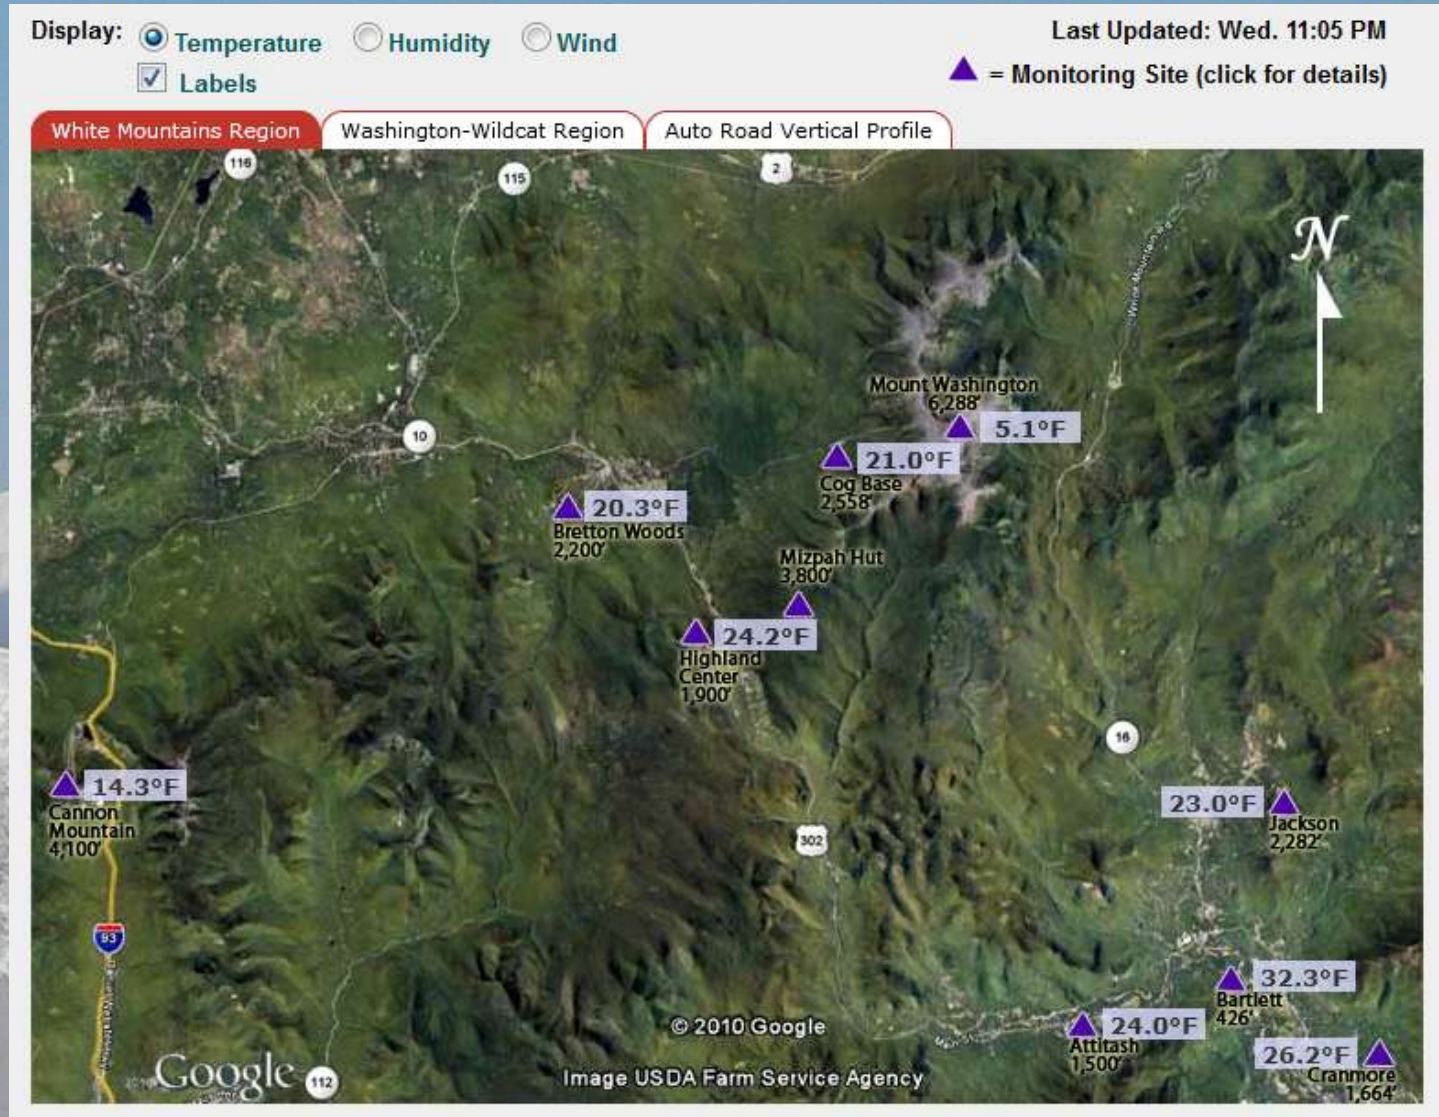 Display: Temperature Humidity Wind
Labels
Last Updated: Wed. 11:05 PM
= Monitoring Site (click for details)
White Mountains Region Washington-Wildcat Region Auto Road Vertical Profile
116
115
2
N
Mount Washington
6,288'
5.1°F
10
21.0°F
Cog Base
2,558'
20.3°F
Bretton Woods
2,200'
Mizpah Hut
3,800'
24.2°F
Highland
Center
1,900'
16
14.3°F
Cannon
Mountain
4,100'
23.0°F
Jackson
2,282'
302
93
32.3°F
Bartlett
426'
24.0°F
Attitash
1,500'
26.2°F
Cranmore
1,664'
© 2010 Google
Google
112
Image USDA Farm Service Agency